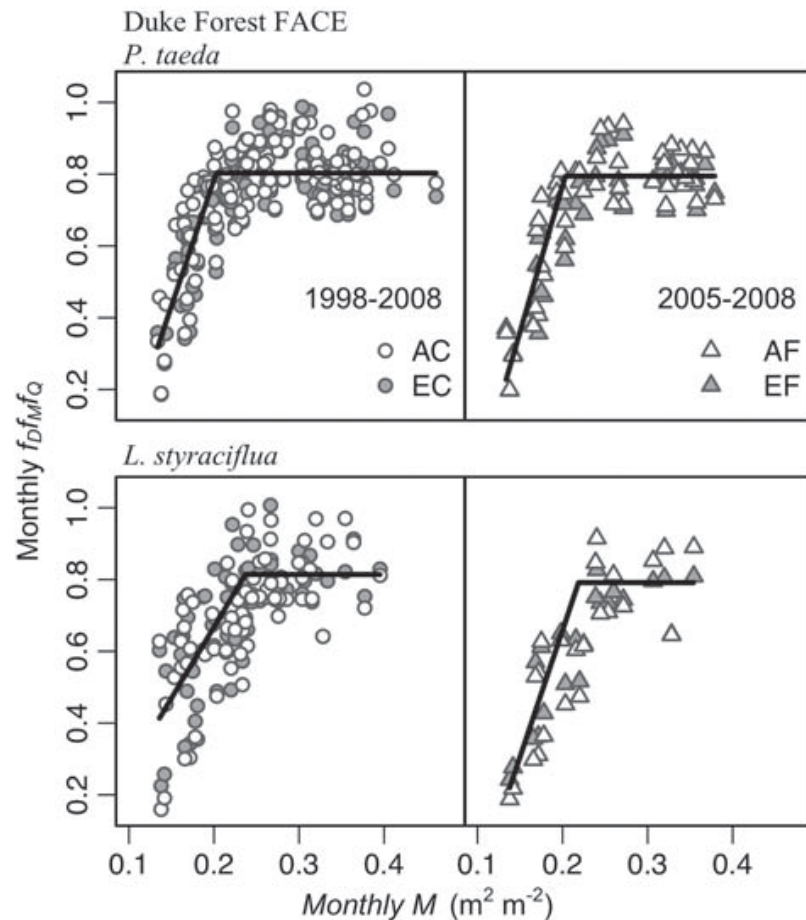 Duke Forest FACE
P. taeda
1.0
0.8
0.6
0.4
0.2
1998-2008
AC
EC
2005-2008
AF
EF
Monthly fDfMfQ
L. styraciflua
1.0
0.8
0.6
0.4
0.2
0.1 0.2 0.3 0.4 0.1 0.2 0.3 0.4
Monthly M (m² m⁻²)